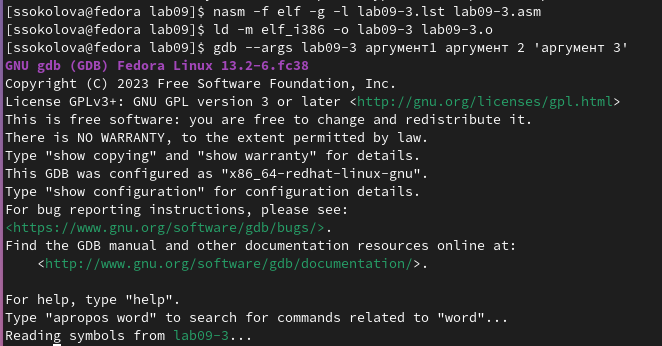 [ssokolova@fedora lab09]$ nasm -f elf -g -l lab09-3.lst lab09-3.asm
[ssokolova@fedora lab09]$ ld -m elf_i386 -o lab09-3 lab09-3.o
[ssokolova@fedora lab09]$ gdb --args lab09-3 аргумент1 аргумент 2 'аргумент 3'
GNU gdb (GDB) Fedora Linux 13.2-6.fc38
Copyright (C) 2023 Free Software Foundation, Inc.
License GPLv3+: GNU GPL version 3 or later <http://gnu.org/licenses/gpl.html>
This is free software: you are free to change and redistribute it.
There is NO WARRANTY, to the extent permitted by law.
Type "show copying" and "show warranty" for details.
This GDB was configured as "x86_64-redhat-linux-gnu".
Type "show configuration" for configuration details.
For bug reporting instructions, please see:
<https://www.gnu.org/software/gdb/bugs/>.
Find the GDB manual and other documentation resources online at:
    <http://www.gnu.org/software/gdb/documentation/>.

For help, type "help".
Type "apropos word" to search for commands related to "word"...
Reading symbols from lab09-3...